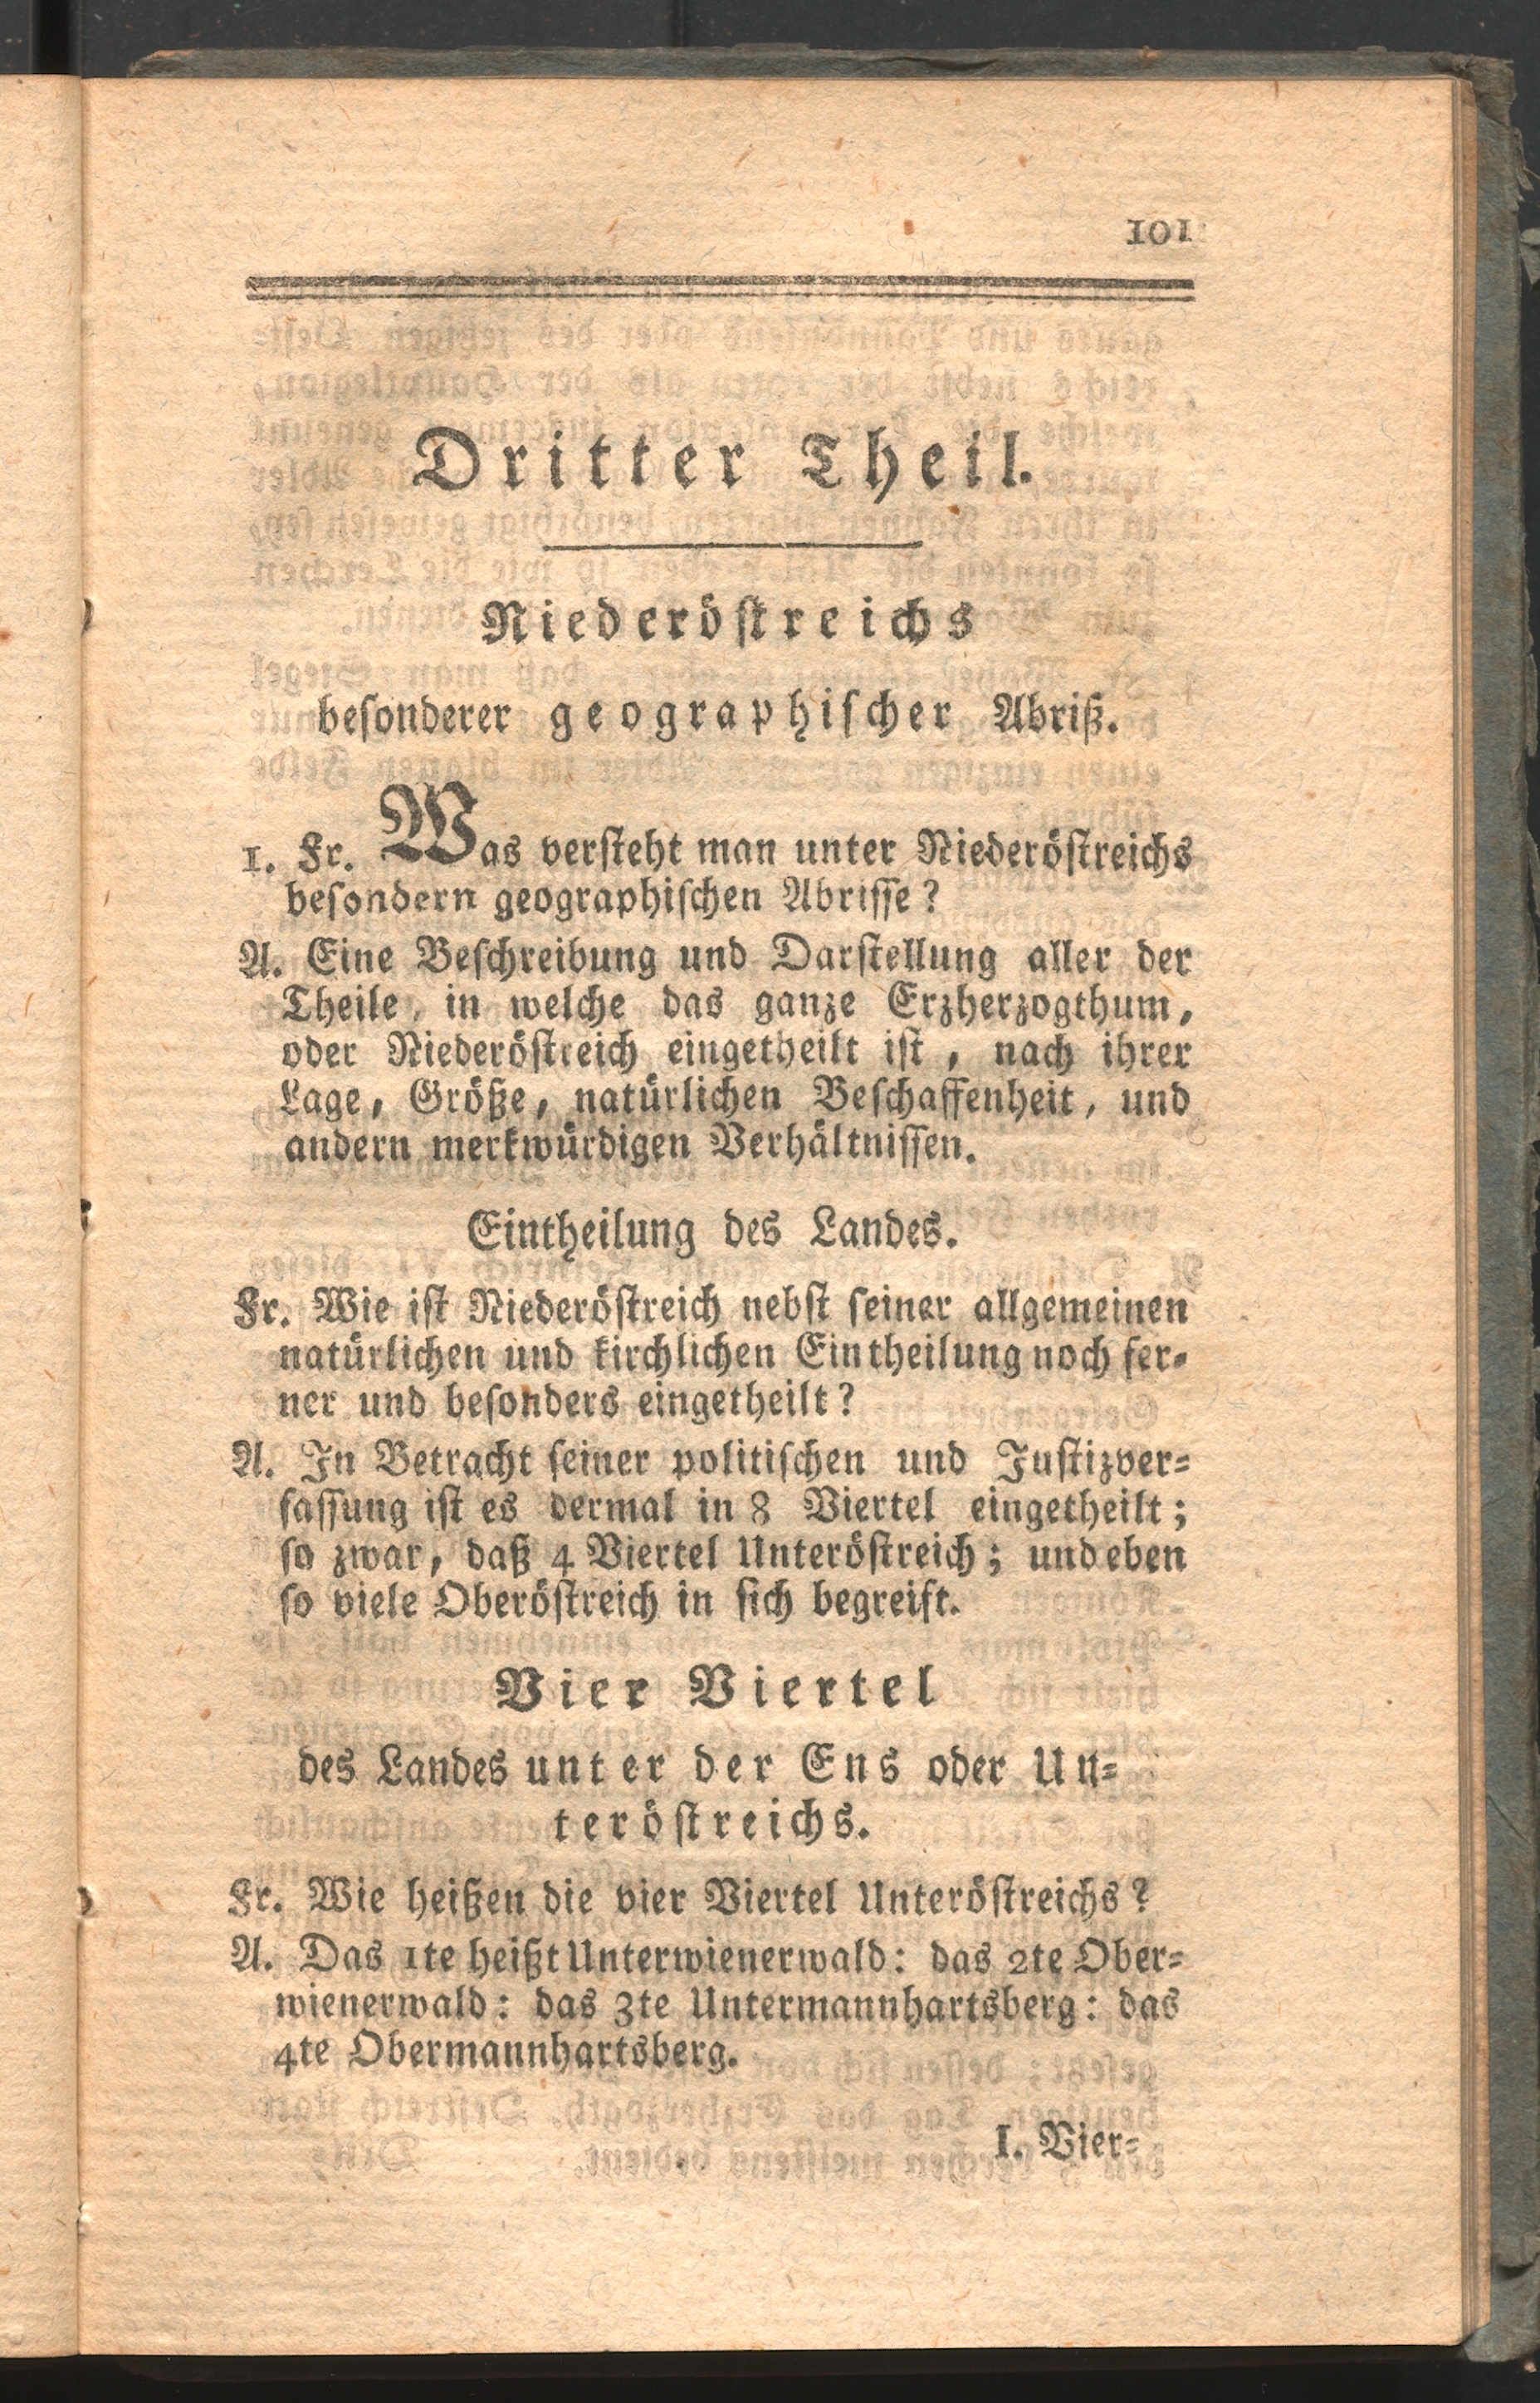 101
Dritter Theil.
Niederöstreichs
besonderer geographischer Abriß.
1. Fr. Was versteht man unter Niederöstreichs
besondern geographischen Abrisse?
A. Eine Beschreibung und Darstellung aller der
Theile, in welche das ganze Erzherzogthum,
oder Niederöstreich eingetheilt ist, nach ihrer
Lage, Größe, natürlichen Beschaffenheit, und
andern merkwürdigen Verhältnissen.
Eintheilung des Landes.
Fr. Wie ist Niederöstreich nebst seiner allgemeinen
natürlichen und kirchlichen Eintheilung noch fer-
ner und besonders eingetheilt?
A. In Betracht seiner politischen und Justizver-
fassung ist es dermal in 8 Viertel eingetheilt;
so zwar, daß 4 Viertel Unteröstreich; und eben
so viele Oberöstreich in sich begreift.
Vier Viertel
des Landes unter der Ens oder Un-
teröstreichs.
Fr. Wie heißen die vier Viertel Unteröstreichs?
A. Das 1te heißt Unterwienerwald: das 2te Ober-
wienerwald: das 3te Untermannhartsberg: das
4te Obermannhartsberg.
I. Vier-